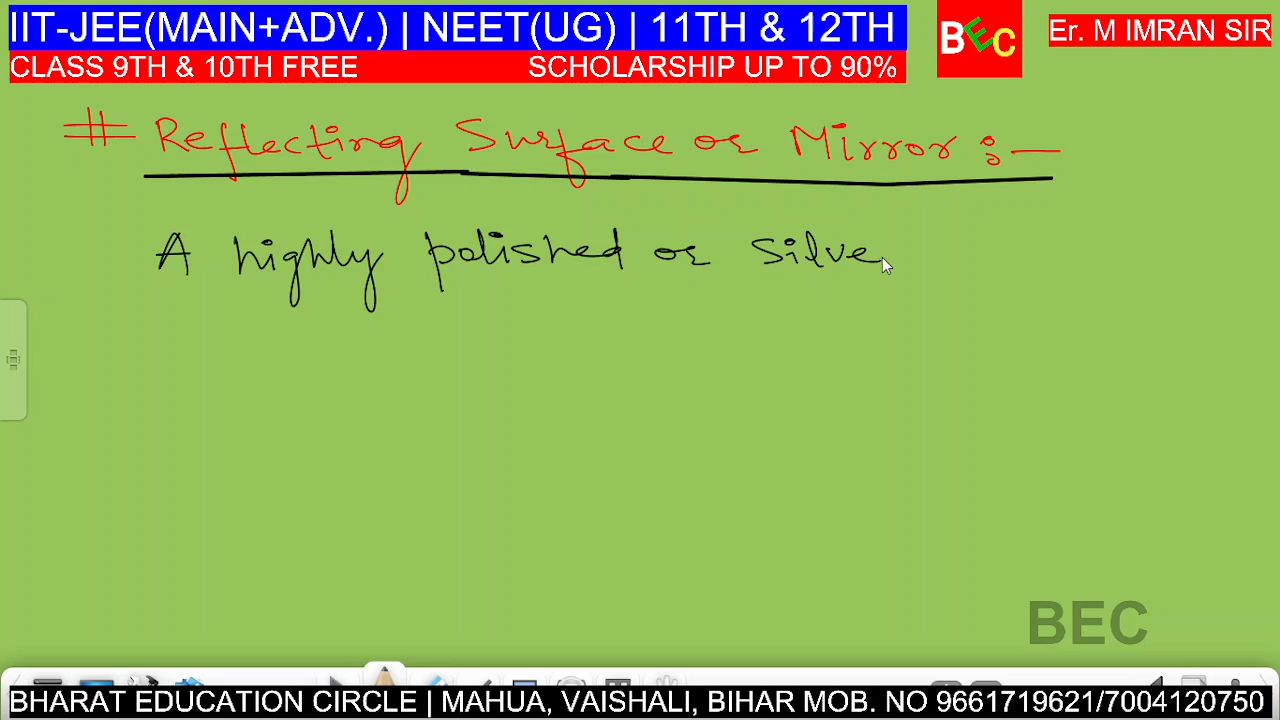 IIT-JEE(MAIN+ADV.) | NEET(UG) | 11TH & 12TH
CLASS 9TH & 10TH FREE SCHOLARSHIP UP TO 90%
BEC
Er. M IMRAN SIR
# Reflecting Surface or Mirror :-
A highly polished or silve
BEC
BHARAT EDUCATION CIRCLE | MAHUA, VAISHALI, BIHAR MOB. NO 9661719621/7004120750